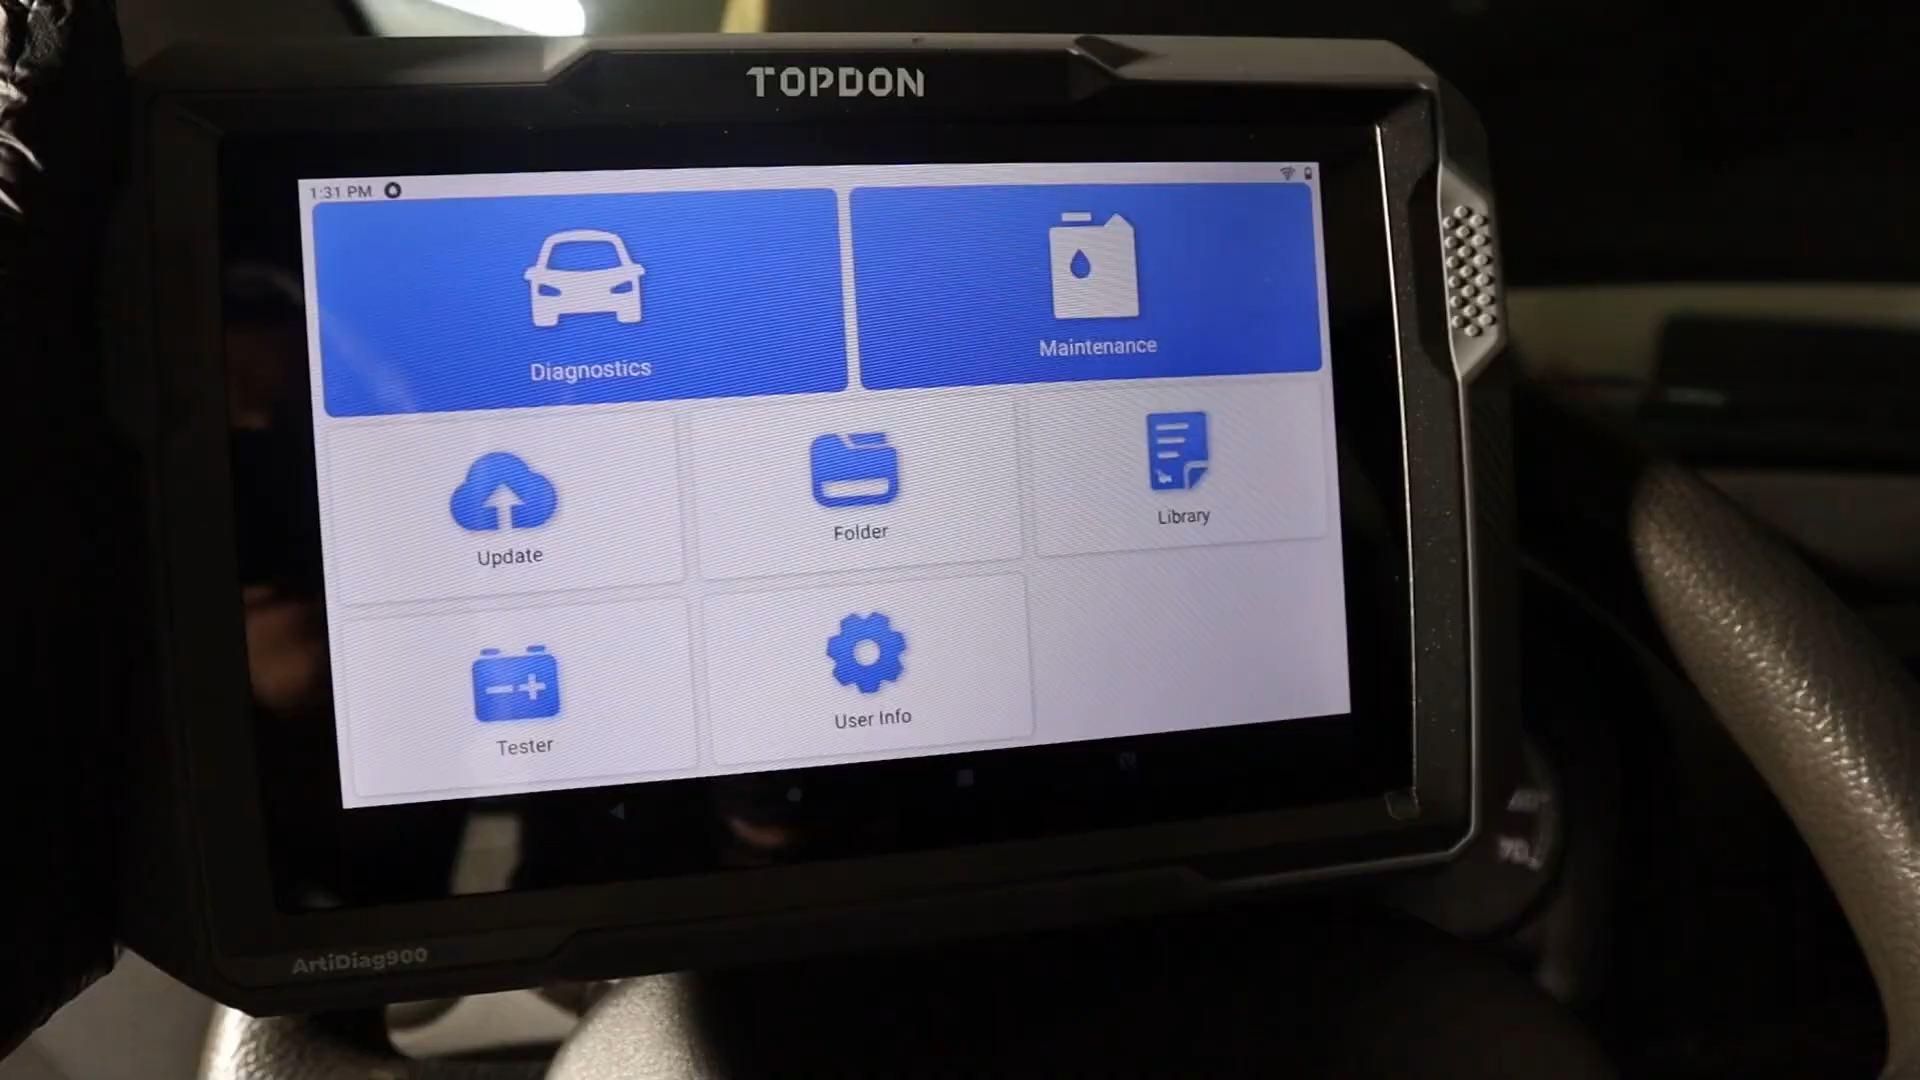 TOPDON
1:31 PM
Diagnostics
Maintenance
Update
Folder
Library
Tester
User Info
ArtiDiag900